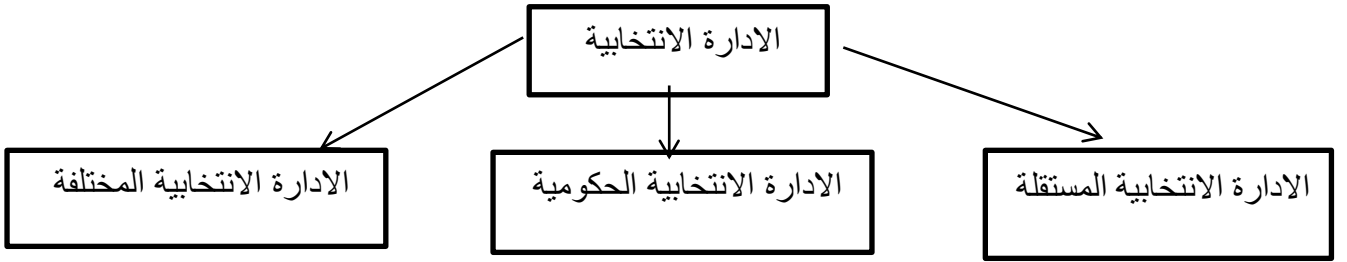 الادارة الانتخابية
الادارة الانتخابية المستقلة
الادارة الانتخابية الحكومية
الادارة الانتخابية المختلفة